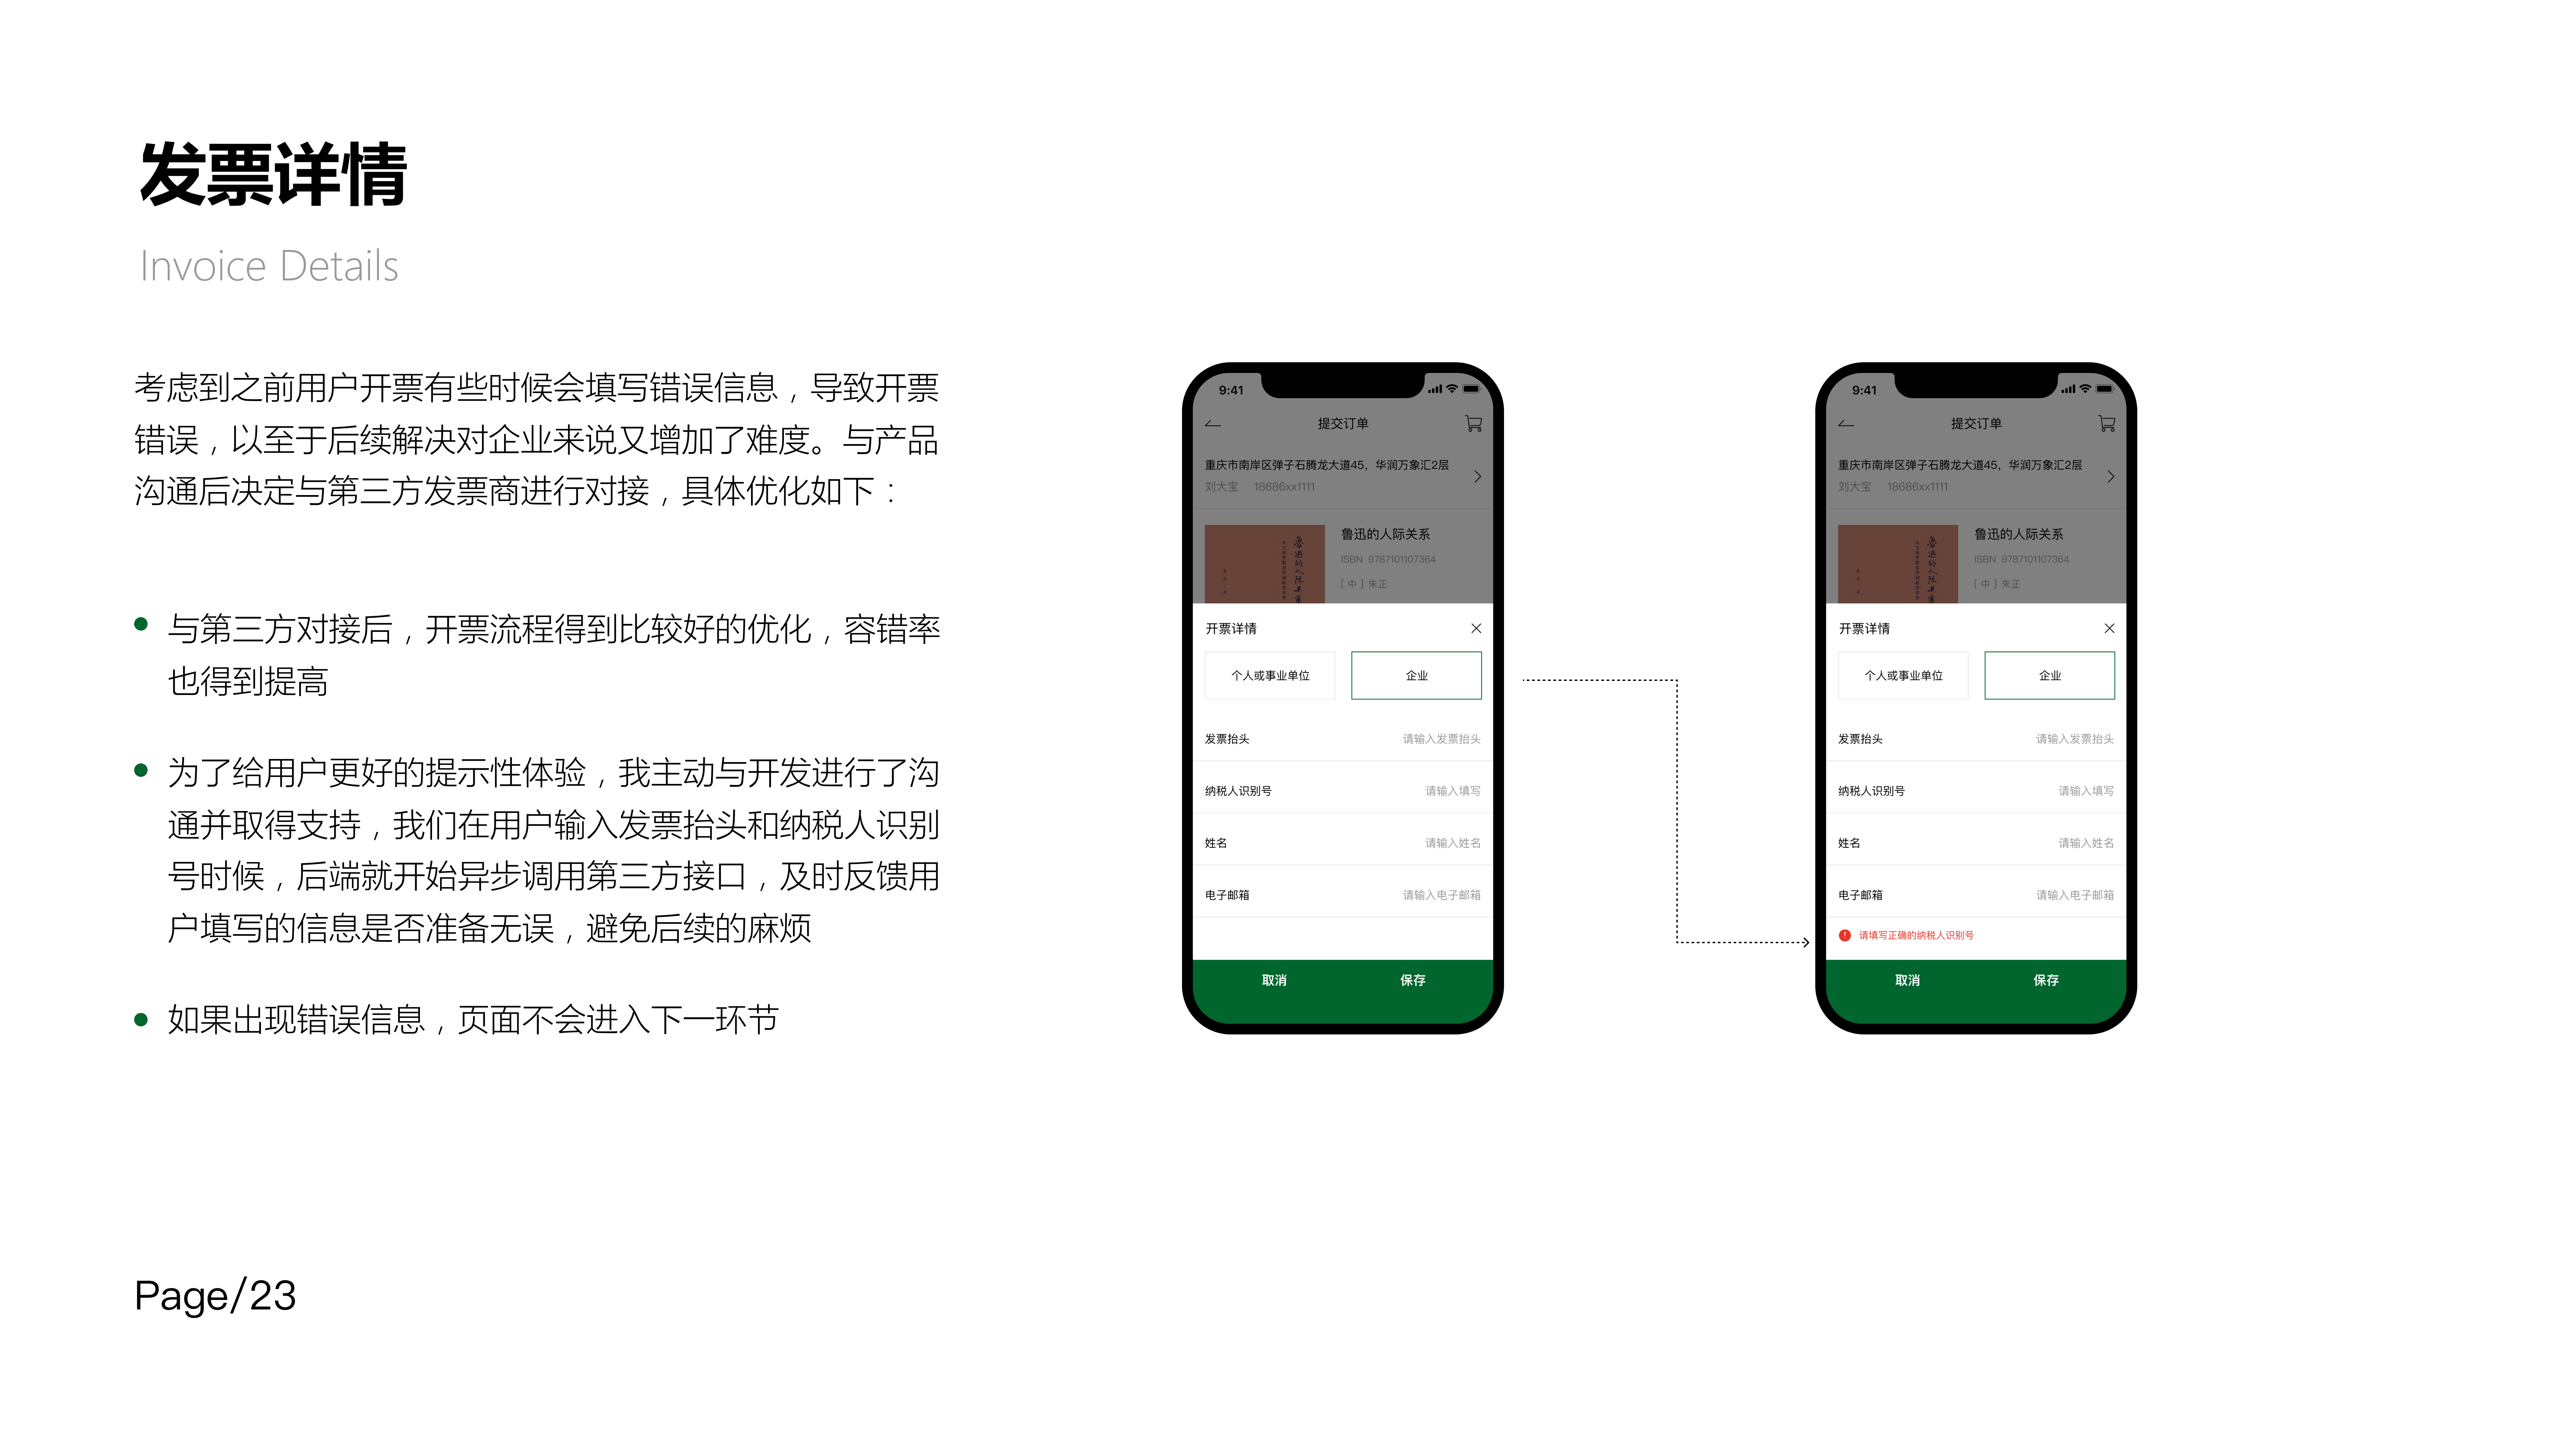 发票详情
Invoice Details
考虑到之前用户开票有些时候会填写错误信息，导致开票
错误，以至于后续解决对企业来说又增加了难度。与产品
沟通后决定与第三方发票商进行对接，具体优化如下：
与第三方对接后，开票流程得到比较好的优化，容错率
也得到提高
为了给用户更好的提示性体验，我主动与开发进行了沟
通并取得支持，我们在用户输入发票抬头和纳税人识别
号时候，后端就开始异步调用第三方接口，及时反馈用
户填写的信息是否准备无误，避免后续的麻烦
如果出现错误信息，页面不会进入下一环节
Page/23
9:41
提交订单
重庆市南岸区弹子石腾龙大道45，华润万象汇2层
刘大宝 18686xx1111
鲁迅的人际关系
鲁迅的人际关系
ISBN 9787101107364
[ 中 ] 朱正
开票详情
个人或事业单位 企业
发票抬头 请输入发票抬头
纳税人识别号 请输入填写
姓名 请输入姓名
电子邮箱 请输入电子邮箱
取消 保存
9:41
提交订单
重庆市南岸区弹子石腾龙大道45，华润万象汇2层
刘大宝 18686xx1111
鲁迅的人际关系
鲁迅的人际关系
ISBN 9787101107364
[ 中 ] 朱正
开票详情
个人或事业单位 企业
发票抬头 请输入发票抬头
纳税人识别号 请输入填写
姓名 请输入姓名
电子邮箱 请输入电子邮箱
请填写正确的纳税人识别号
取消 保存